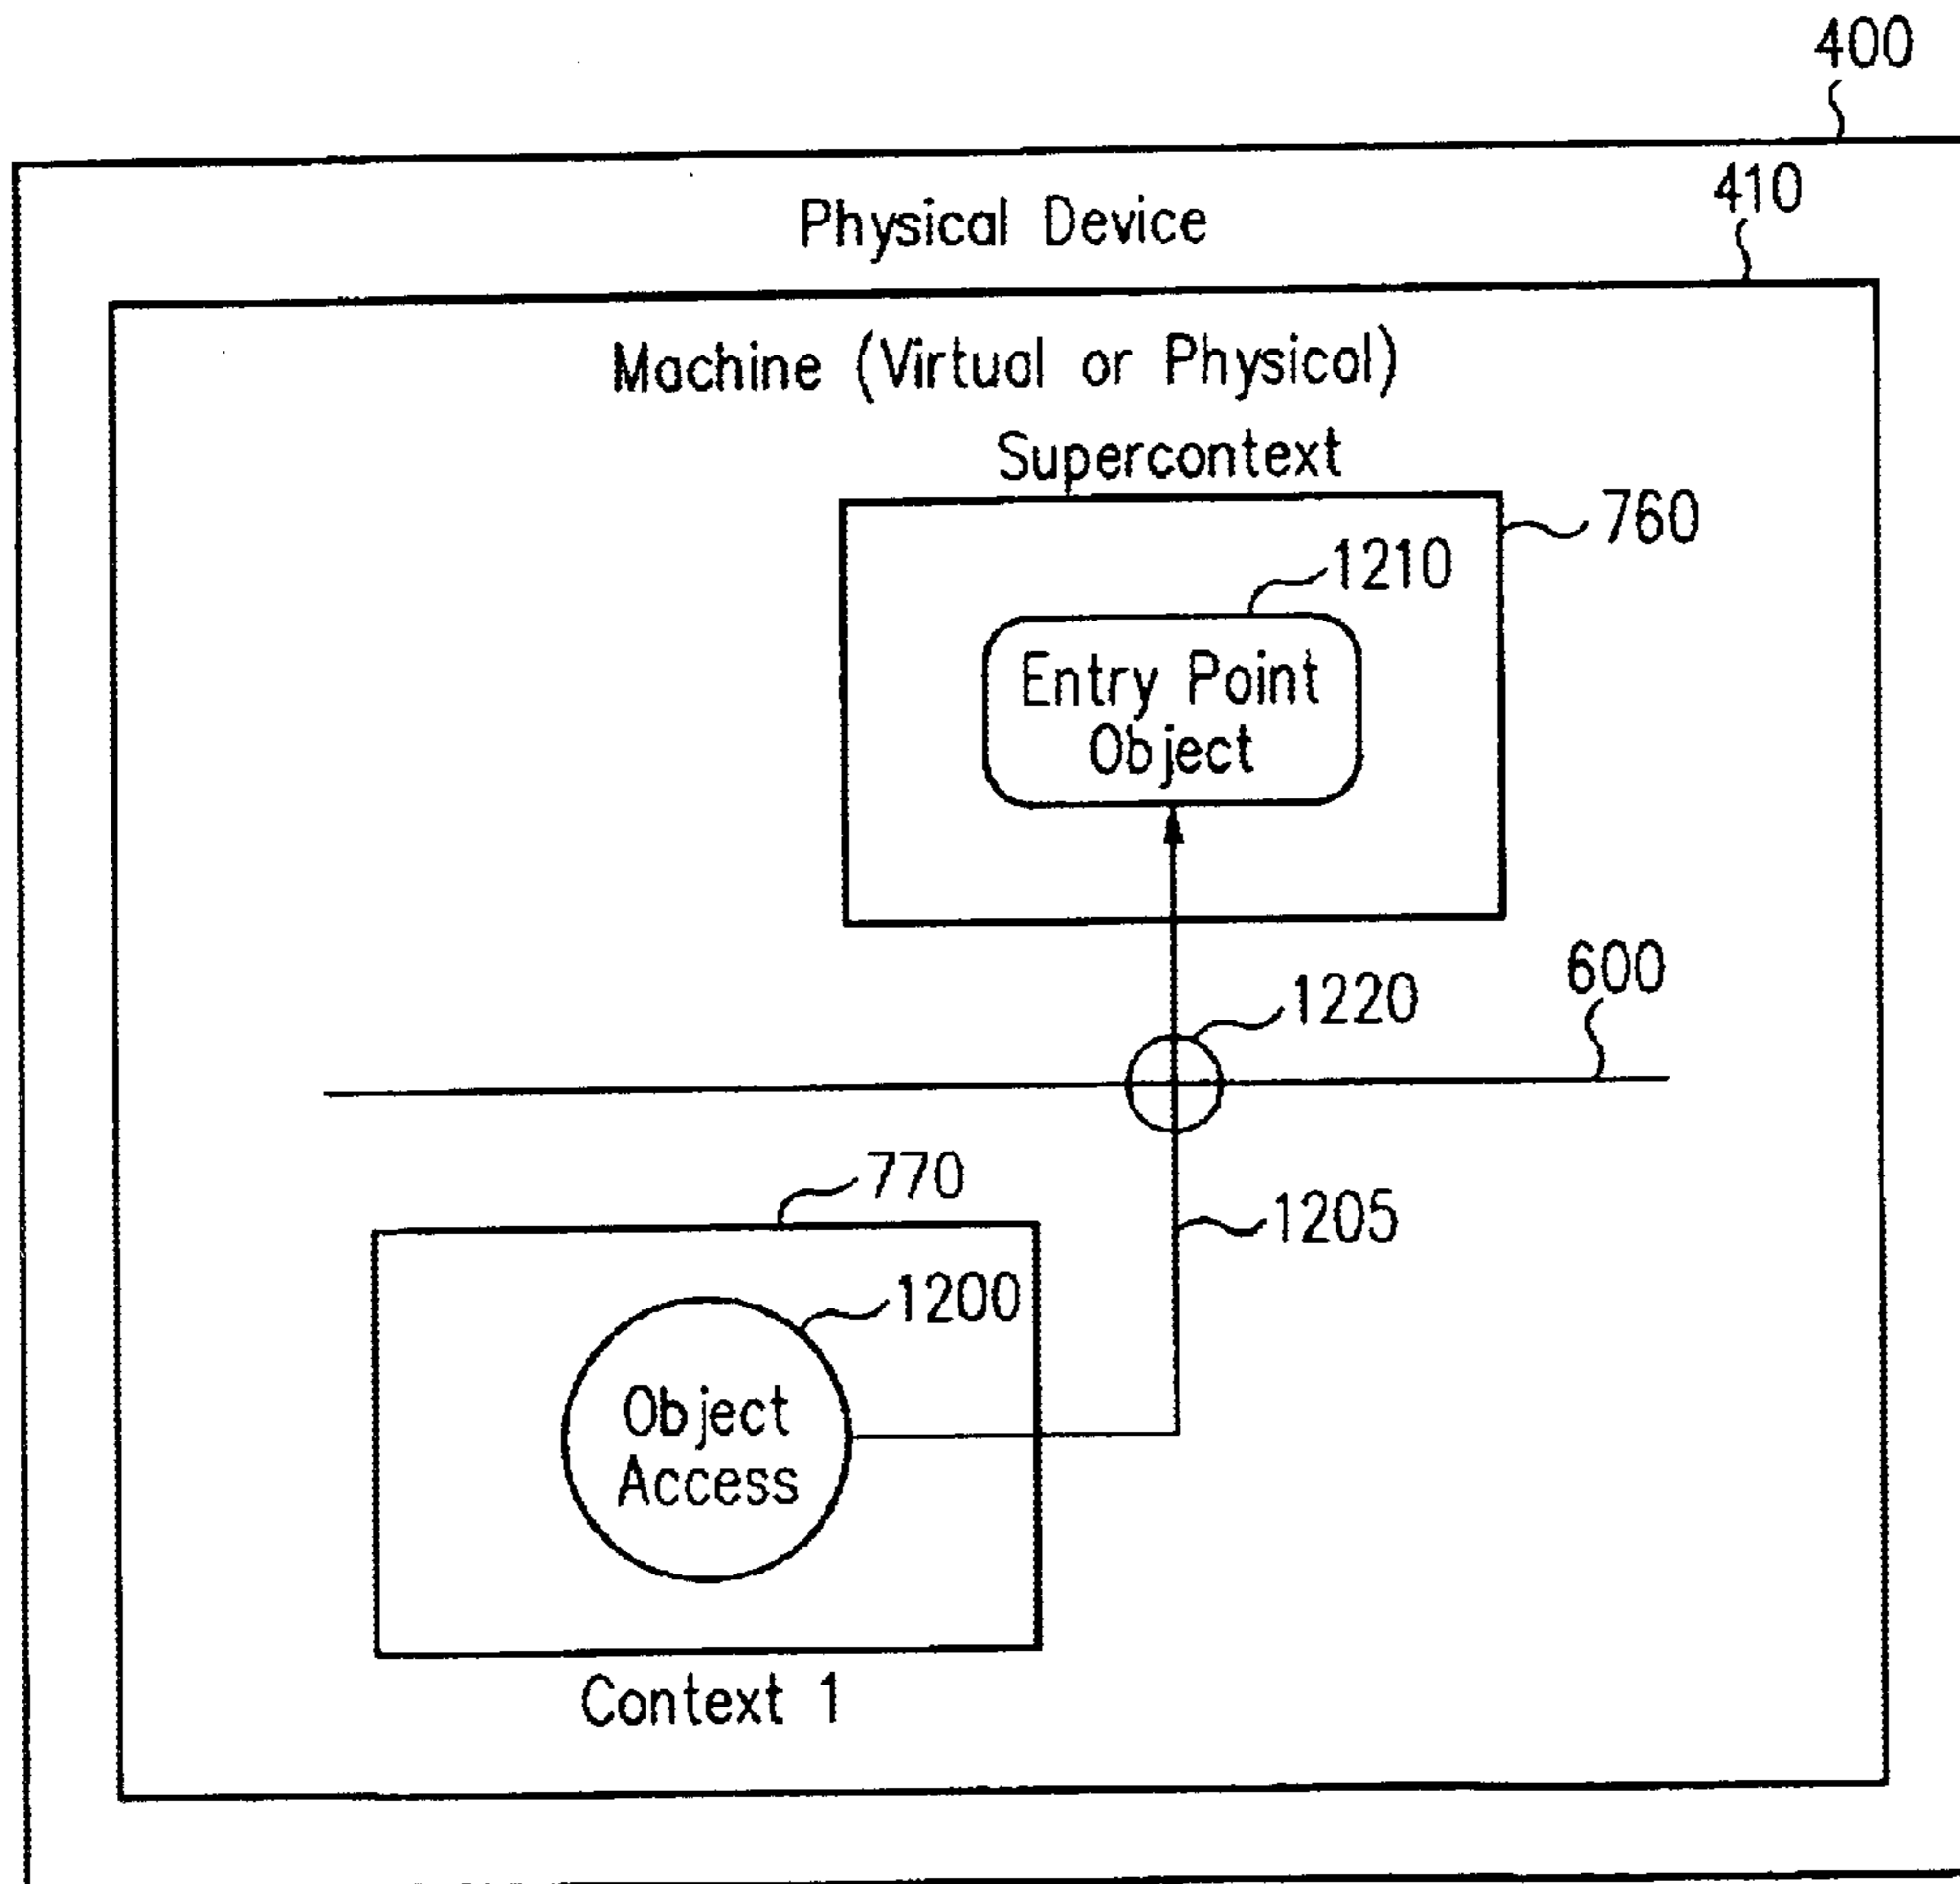 400
410
Physical Device
Machine (Virtual or Physical)
Supercontext
760
1210
Entry Point
Object
600
1220
770
1205
1200
Object
Access
Context 1